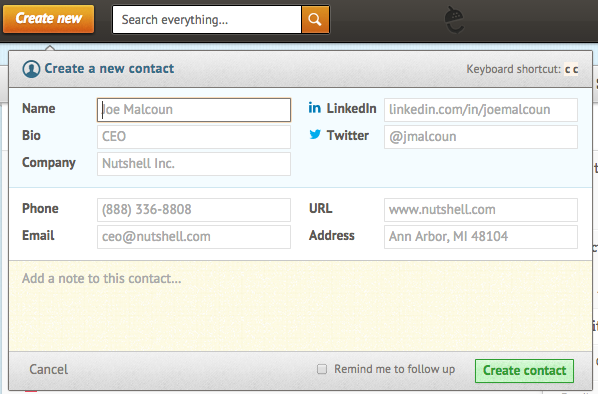 Create new Search everything...
Create a new contact Keyboard shortcut: c c
Name Joe Malcoun LinkedIn linkedin.com/in/joemalcoun
Bio CEO Twitter @jmalcoun
Company Nutshell Inc.
Phone (888) 336-8808 URL www.nutshell.com
Email ceo@nutshell.com Address Ann Arbor, MI 48104
Add a note to this contact...
Cancel Remind me to follow up Create contact